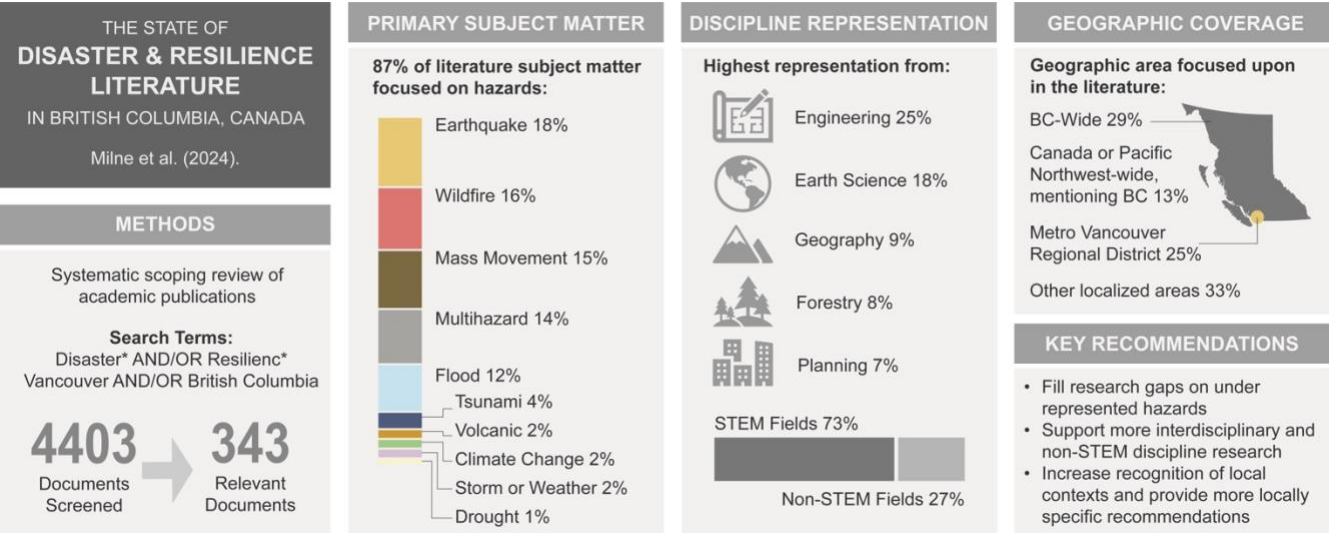 THE STATE OF
DISASTER & RESILIENCE
LITERATURE
IN BRITISH COLUMBIA, CANADA
Milne et al. (2024).
METHODS
Systematic scoping review of
academic publications
Search Terms:
Disaster* AND/OR Resilienc*
Vancouver AND/OR British Columbia
4403
Documents
Screened
343
Relevant
Documents
PRIMARY SUBJECT MATTER
87% of literature subject matter
focused on hazards:
Earthquake 18%
Wildfire 16%
Mass Movement 15%
Multihazard 14%
Flood 12%
Tsunami 4%
Volcanic 2%
Climate Change 2%
Storm or Weather 2%
Drought 1%
DISCIPLINE REPRESENTATION
Highest representation from:
Engineering 25%
Earth Science 18%
Geography 9%
Forestry 8%
Planning 7%
STEM Fields 73%
Non-STEM Fields 27%
GEOGRAPHIC COVERAGE
Geographic area focused upon
in the literature:
BC-Wide 29%
Canada or Pacific
Northwest-wide,
mentioning BC 13%
Metro Vancouver
Regional District 25%
Other localized areas 33%
KEY RECOMMENDATIONS
• Fill research gaps on under
represented hazards
• Support more interdisciplinary and
non-STEM discipline research
• Increase recognition of local
contexts and provide more locally
specific recommendations